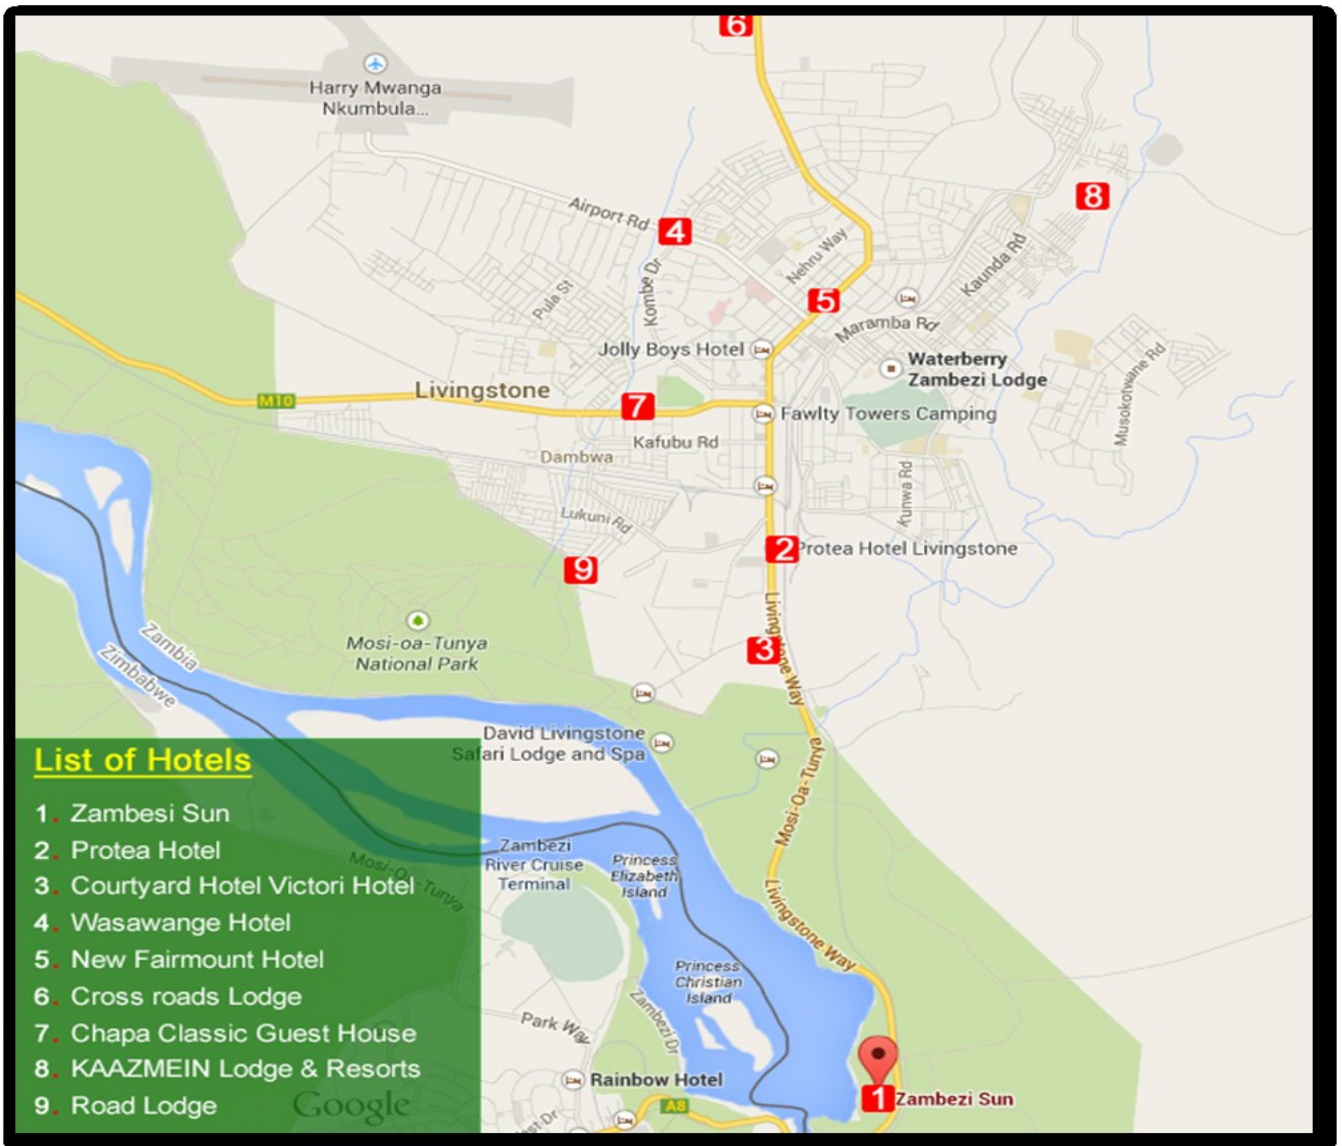 6
Harry Mwanga
Nkumbula...
8
Airport Rd
4
Nehru Way
Kaunda Rd
Kombe Dr
Pula St
5
Maramba Rd
Jolly Boys Hotel
Waterberry
Zambezi Lodge
Musokotwane Rd
Livingstone
M10
7
Fawlty Towers Camping
Kafubu Rd
Dambwa
Kunwa Rd
Lukuni Rd
2
Protea Hotel Livingstone
9
Livingstone Way
3
Zambia
Zimbabwe
Mosi-oa-Tunya
National Park
David Livingstone
Safari Lodge and Spa
Mosi-Oa-Tunya
Zambezi
River Cruise
Terminal
Princess
Elizabeth
Island
Mosi-Oa-Tunya
Livingstone Way
Princess
Christian
Island
Zambezi Dr
Park Way
Rainbow Hotel
A8
1
Zambezi Sun
List of Hotels
1. Zambesi Sun
2. Protea Hotel
3. Courtyard Hotel Victori Hotel
4. Wasawange Hotel
5. New Fairmount Hotel
6. Cross roads Lodge
7. Chapa Classic Guest House
8. KAAZMEIN Lodge & Resorts
9. Road Lodge
Google